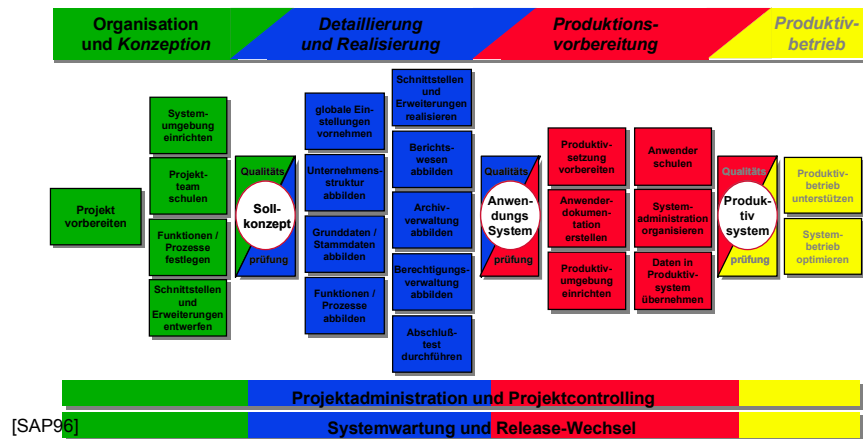 Organisation
und Konzeption
Detaillierung
und Realisierung
Produktions-
vorbereitung
Produktiv-
betrieb
Projekt
vorbereiten
System-
umgebung
einrichten
Projekt-
team
schulen
Funktionen /
Prozesse
festlegen
Schnittstellen
und
Erweiterungen
entwerfen
Qualitäts
Soll-
konzept
prüfung
globale Ein-
stellungen
vornehmen
Unternehmens-
struktur
abbilden
Grunddaten /
Stammdaten
abbilden
Funktionen /
Prozesse
abbilden
Schnittstellen
und
Erweiterungen
realisieren
Berichts-
wesen
abbilden
Archiv-
verwaltung
abbilden
Berechtigungs-
verwaltung
abbilden
Abschluß-
test
durchführen
Qualitäts
Anwen-
dungs
System
prüfung
Produktiv-
setzung
vorbereiten
Anwender-
dokumen-
tation
erstellen
Produktiv-
umgebung
einrichten
Anwender
schulen
System-
administration
organisieren
Daten in
Produktiv-
system
übernehmen
Qualitäts
Produk-
tiv
system
prüfung
Produktiv-
betrieb
unterstützen
System-
betrieb
optimieren
Projektadministration und Projektcontrolling
[SAP96]
Systemwartung und Release-Wechsel